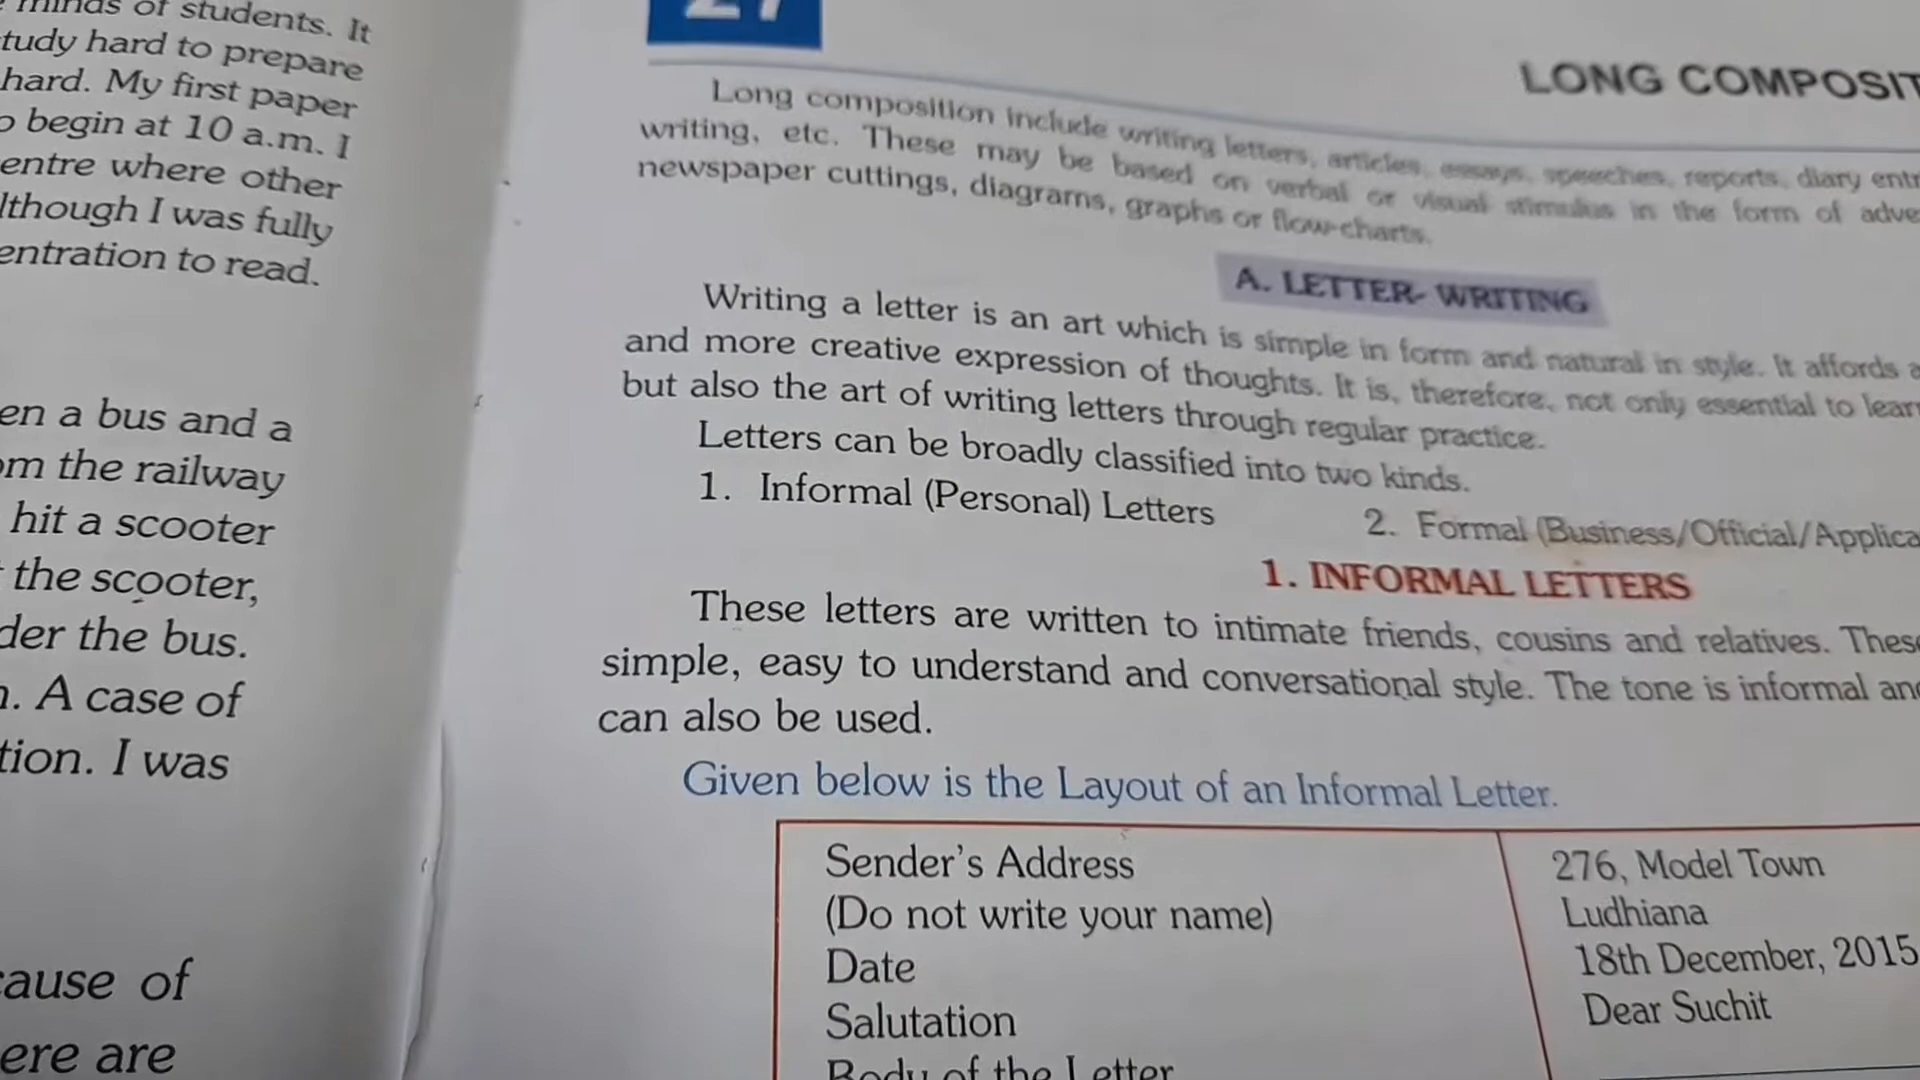 minds of students. It
tudy hard to prepare
hard. My first paper
o begin at 10 a.m. I
entre where other
lthough I was fully
entration to read.
en a bus and a
om the railway
hit a scooter
the scooter,
der the bus.
. A case of
tion. I was
cause of
ere are
27
LONG COMPOSIT
Long composition include writing letters, articles, essays, speeches, reports, diary entr
writing, etc. These may be based on verbal or visual stimulus in the form of adve
newspaper cuttings, diagrams, graphs or flow-charts.
A. LETTER- WRITING
Writing a letter is an art which is simple in form and natural in style. It affords a
and more creative expression of thoughts. It is, therefore, not only essential to lear
but also the art of writing letters through regular practice.
Letters can be broadly classified into two kinds.
1. Informal (Personal) Letters 2. Formal (Business/Official/Applica
1. INFORMAL LETTERS
These letters are written to intimate friends, cousins and relatives. These
simple, easy to understand and conversational style. The tone is informal and
can also be used.
Given below is the Layout of an Informal Letter.
Sender's Address 276, Model Town
(Do not write your name) Ludhiana
Date 18th December, 2015
Salutation Dear Suchit
Body of the Letter